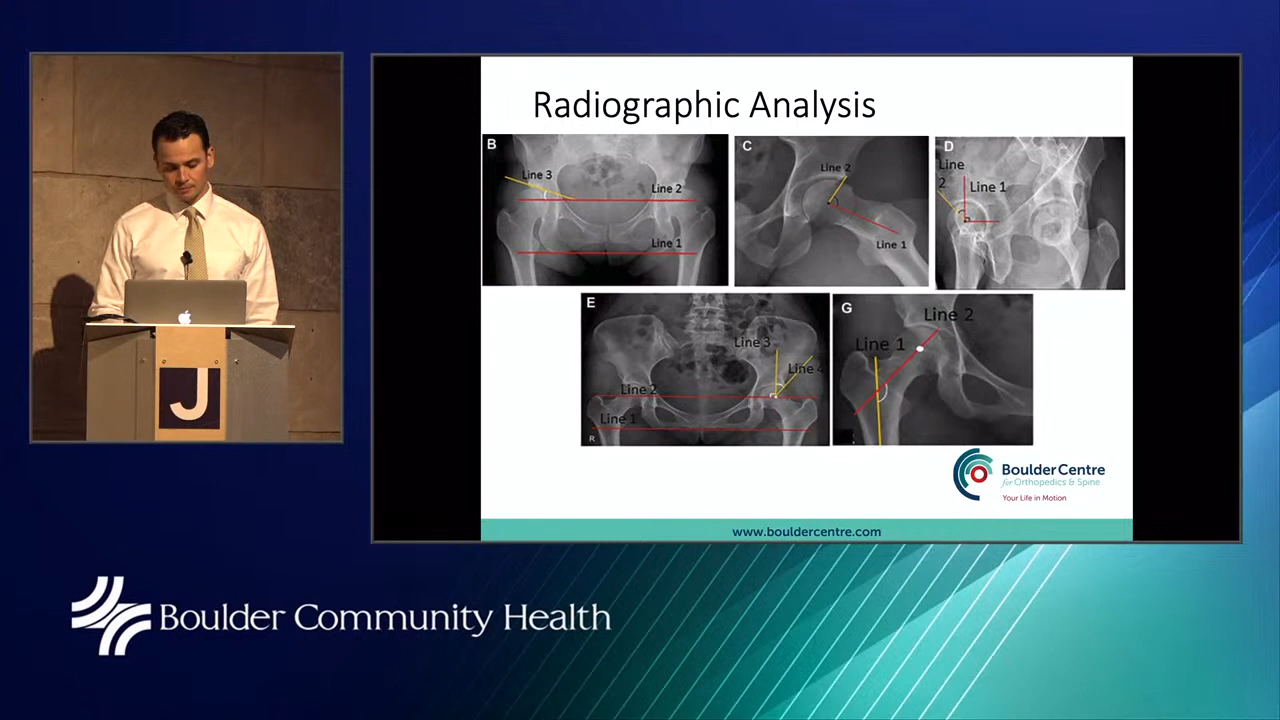 Radiographic Analysis
B
Line 3
Line 2
Line 1
C
Line 2
Line 1
D
Line
2
Line 1
E
Line 3
Line 4
Line 2
Line 1
R
G
Line 2
Line 1
J
BoulderCentre
for Orthopedics & Spine
Your Life in Motion
www.bouldercentre.com
Boulder Community Health